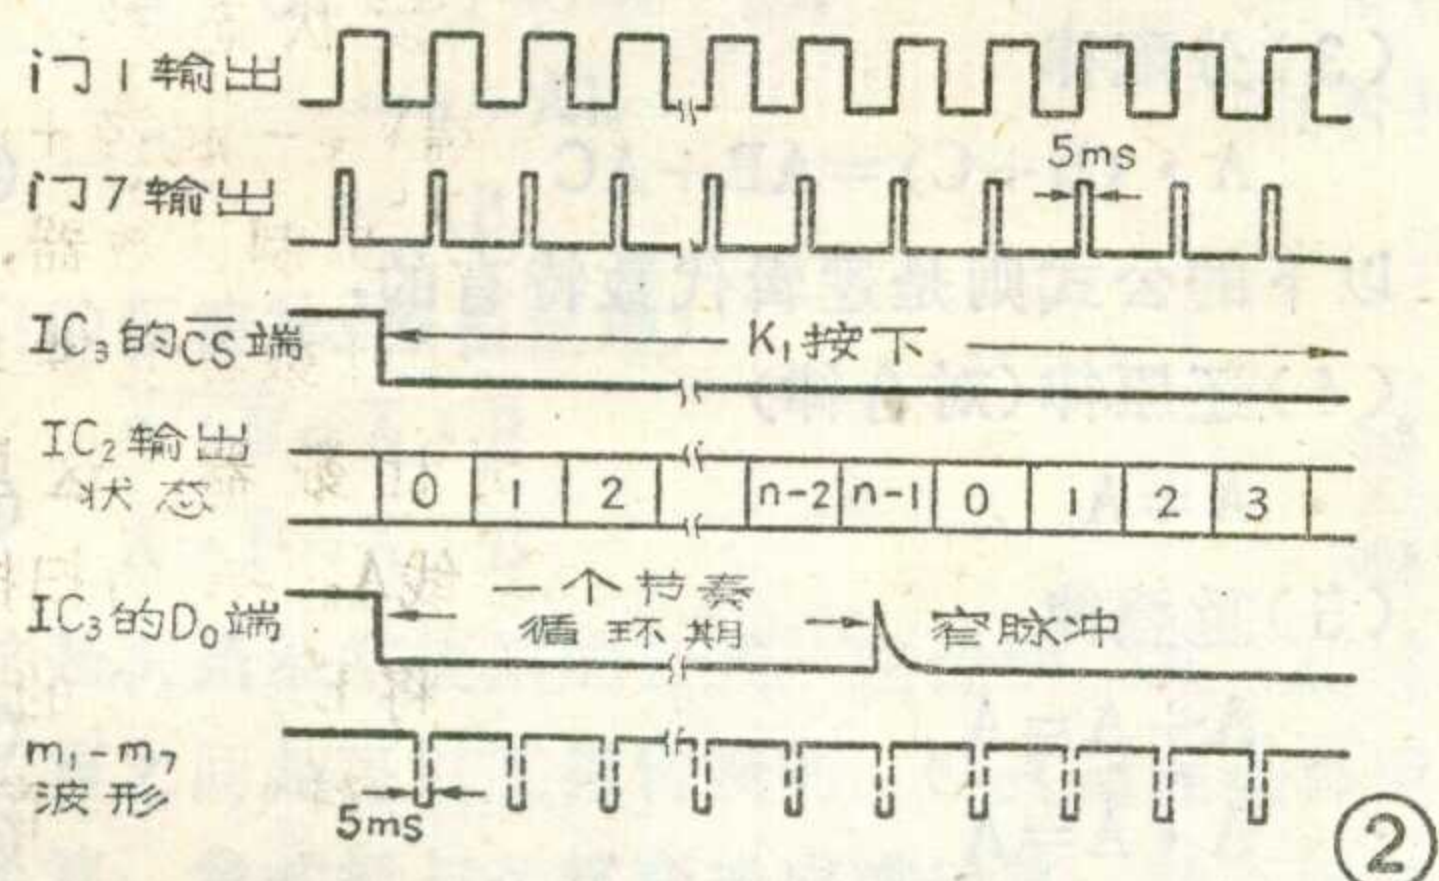 门1输出
门7输出
5ms
IC₃的C̅S̅端
K₁按下
IC₂输出
状态
0 1 2 n-2 n-1 0 1 2 3
IC₃的D₀端
一个节奏
循环期
窄脉冲
m₁-m₇
波形
5ms
②